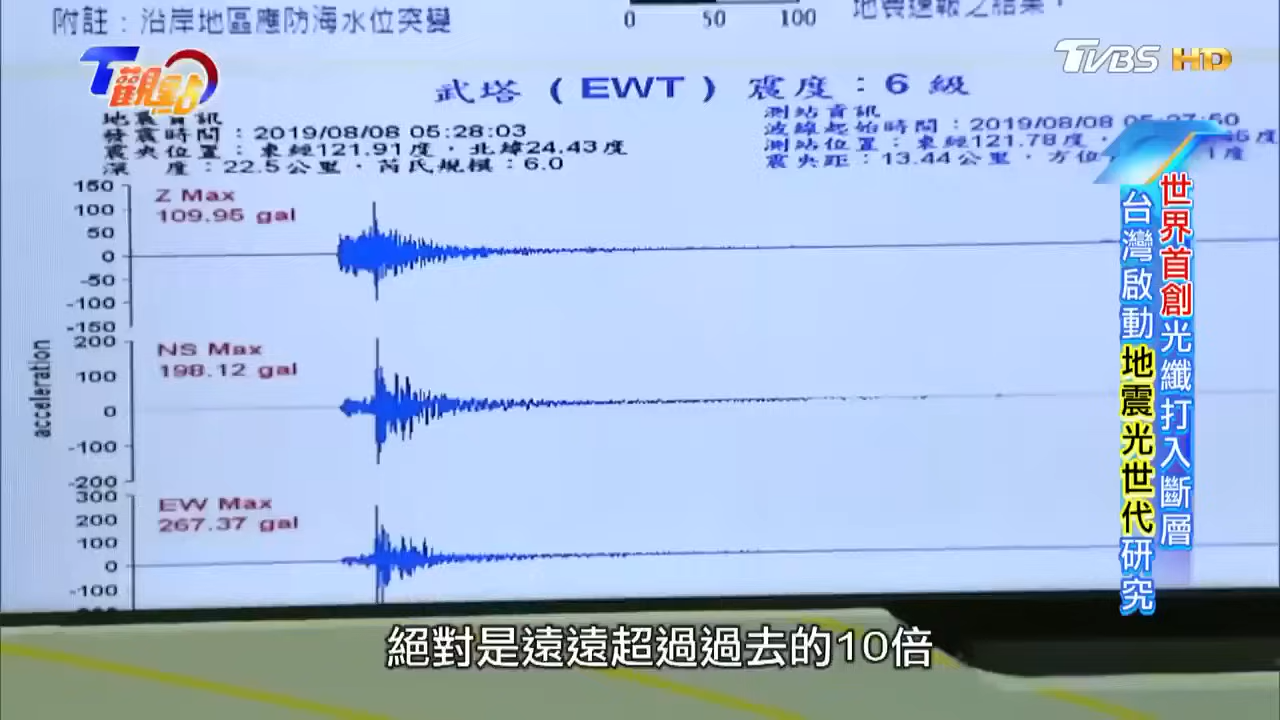 附註：沿岸地區應防海水位突變
0 50 100
地震速報之結果，
T觀點
TVBS HD
武塔（EWT）震度：6 級
地震資訊
發震時間：2019/08/08 05:28:03
震央位置：東經121.91度，北緯24.43度
深 度：22.5公里，芮氏規模：6.0
測站資訊
波線起始時間：2019/08/08 05:27:50
測站位置：東經121.78度，
震央距：13.44公里，方位
acceleration
150
100
50
0
-50
-100
-150
Z Max
109.95 gal
200
100
0
-100
-200
NS Max
198.12 gal
300
200
100
0
-100
EW Max
267.37 gal
世界首創光纖打入斷層
台灣啟動地震光世代研究
絕對是遠遠超過過去的10倍